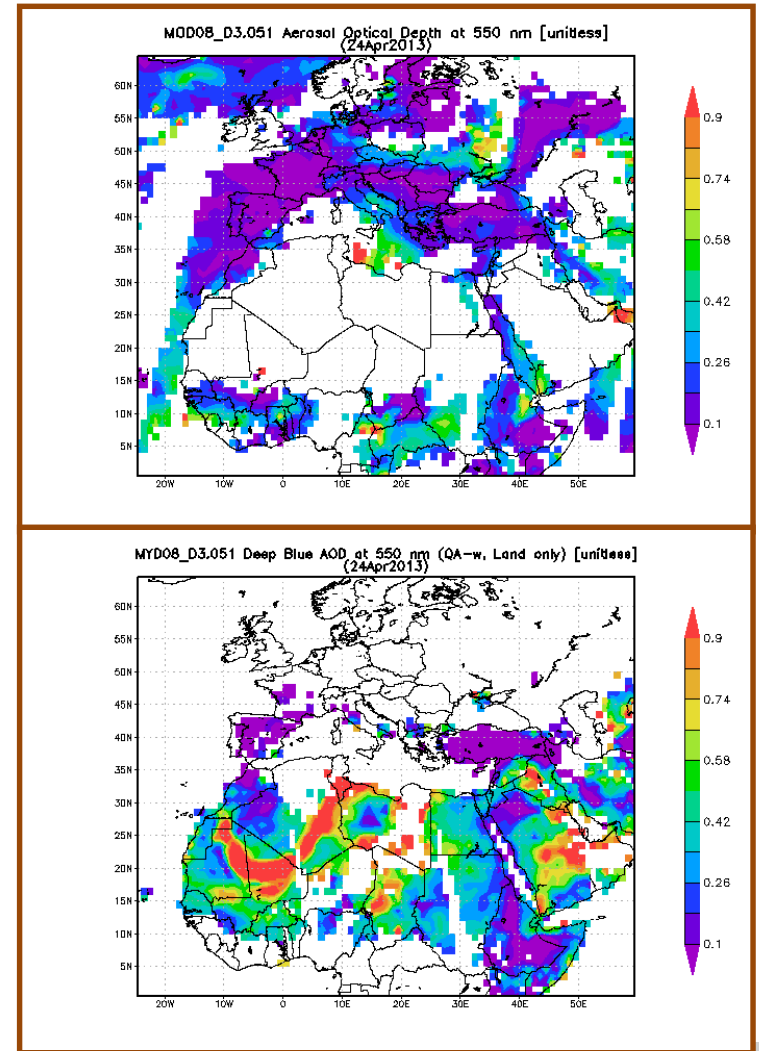 MOD08_D3.051 Aerosol Optical Depth at 550 nm [unitless]
(24Apr2013)
60N
55N
50N
45N
40N
35N
30N
25N
20N
15N
10N
5N
20W 10W 0 10E 20E 30E 40E 50E
0.9
0.74
0.58
0.42
0.26
0.1
MYD08_D3.051 Deep Blue AOD at 550 nm (QA-w, Land only) [unitless]
(24Apr2013)
60N
55N
50N
45N
40N
35N
30N
25N
20N
15N
10N
5N
20W 10W 0 10E 20E 30E 40E 50E
0.9
0.74
0.58
0.42
0.26
0.1